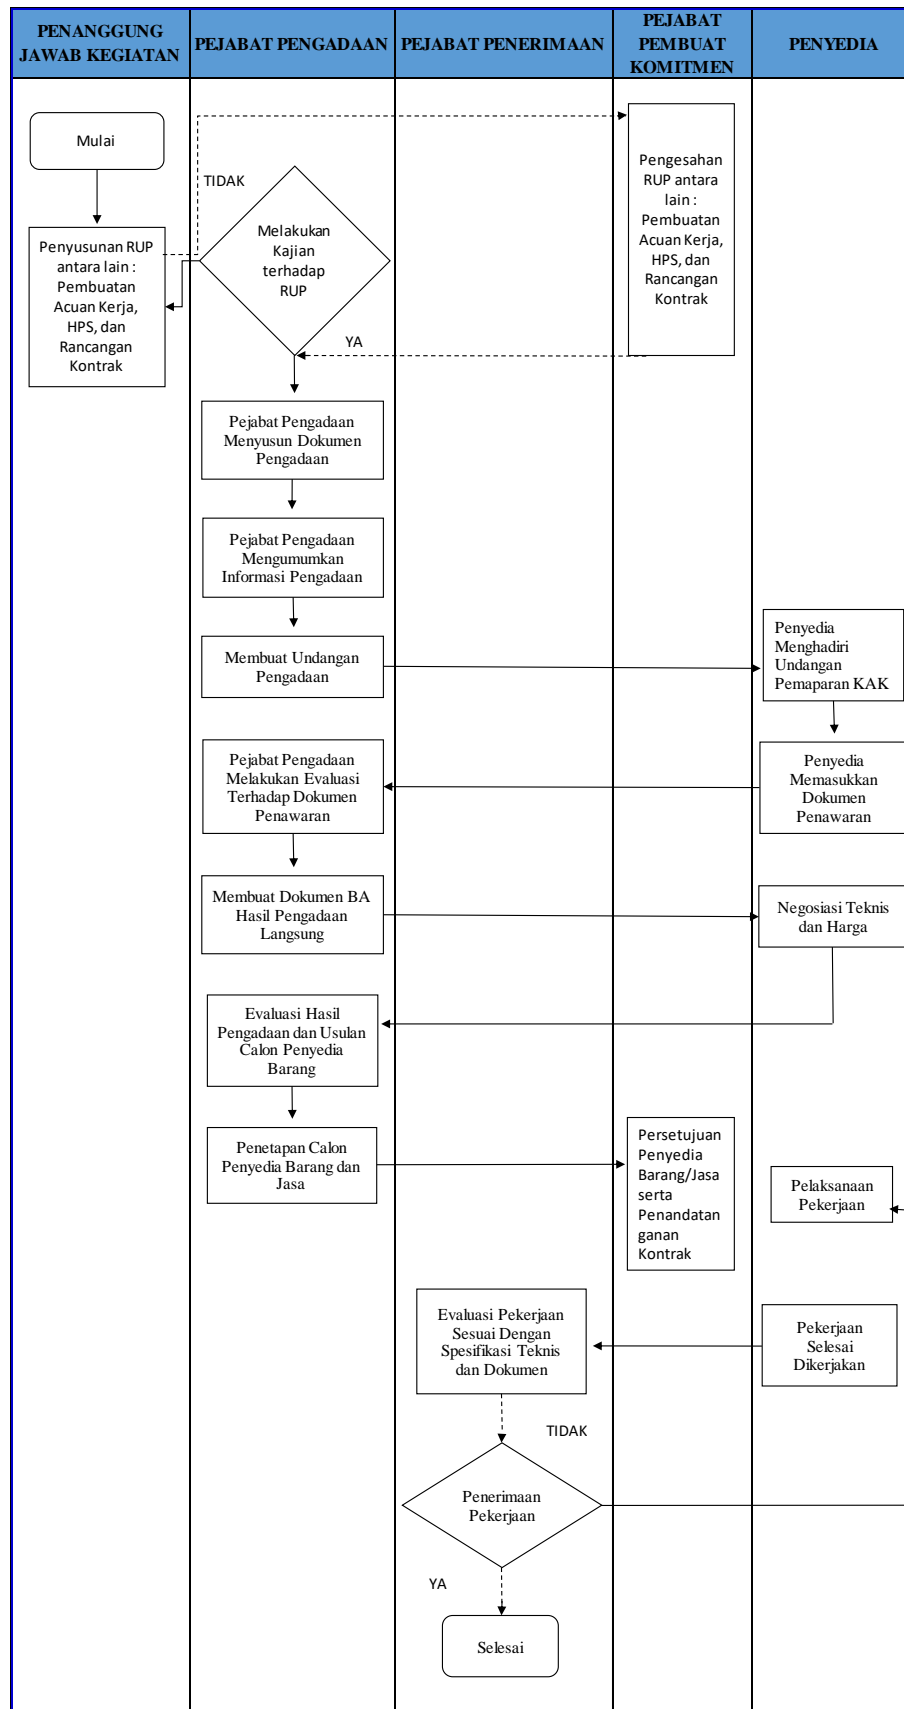 PENANGGUNG
JAWAB KEGIATAN
PEJABAT PENGADAAN
PEJABAT PENERIMAAN
PEJABAT
PEMBUAT
KOMITMEN
PENYEDIA
Mulai
TIDAK
Melakukan
Kajian
terhadap
RUP
Pengesahan
RUP antara
lain :
Pembuatan
Acuan Kerja,
HPS, dan
Rancangan
Kontrak
Penyusunan RUP
antara lain :
Pembuatan
Acuan Kerja,
HPS, dan
Rancangan
Kontrak
YA
Pejabat Pengadaan
Menyusun Dokumen
Pengadaan
Pejabat Pengadaan
Mengumumkan
Informasi Pengadaan
Membuat Undangan
Pengadaan
Penyedia
Menghadiri
Undangan
Pemaparan KAK
Pejabat Pengadaan
Melakukan Evaluasi
Terhadap Dokumen
Penawaran
Penyedia
Memasukkan
Dokumen
Penawaran
Membuat Dokumen BA
Hasil Pengadaan
Langsung
Negosiasi Teknis
dan Harga
Evaluasi Hasil
Pengadaan dan Usulan
Calon Penyedia
Barang
Penetapan Calon
Penyedia Barang dan
Jasa
Persetujuan
Penyedia
Barang/Jasa
serta
Penandatan
ganan
Kontrak
Pelaksanaan
Pekerjaan
Evaluasi Pekerjaan
Sesuai Dengan
Spesifikasi Teknis
dan Dokumen
Pekerjaan
Selesai
Dikerjakan
TIDAK
Penerimaan
Pekerjaan
YA
Selesai